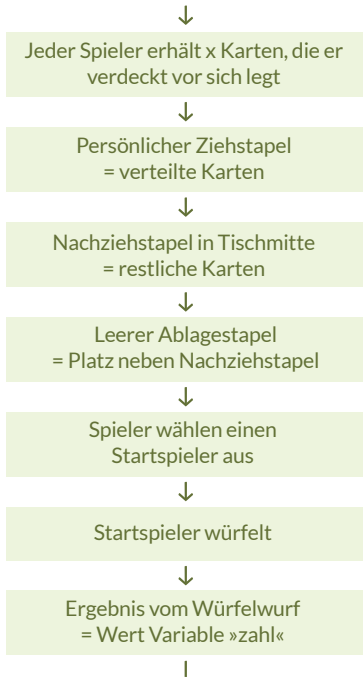 Jeder Spieler erhält x Karten, die er
verdeckt vor sich legt
Persönlicher Ziehstapel
= verteilte Karten
Nachziehstapel in Tischmitte
= restliche Karten
Leerer Ablagestapel
= Platz neben Nachziehstapel
Spieler wählen einen
Startspieler aus
Startspieler würfelt
Ergebnis vom Würfelwurf
= Wert Variable »zahl«